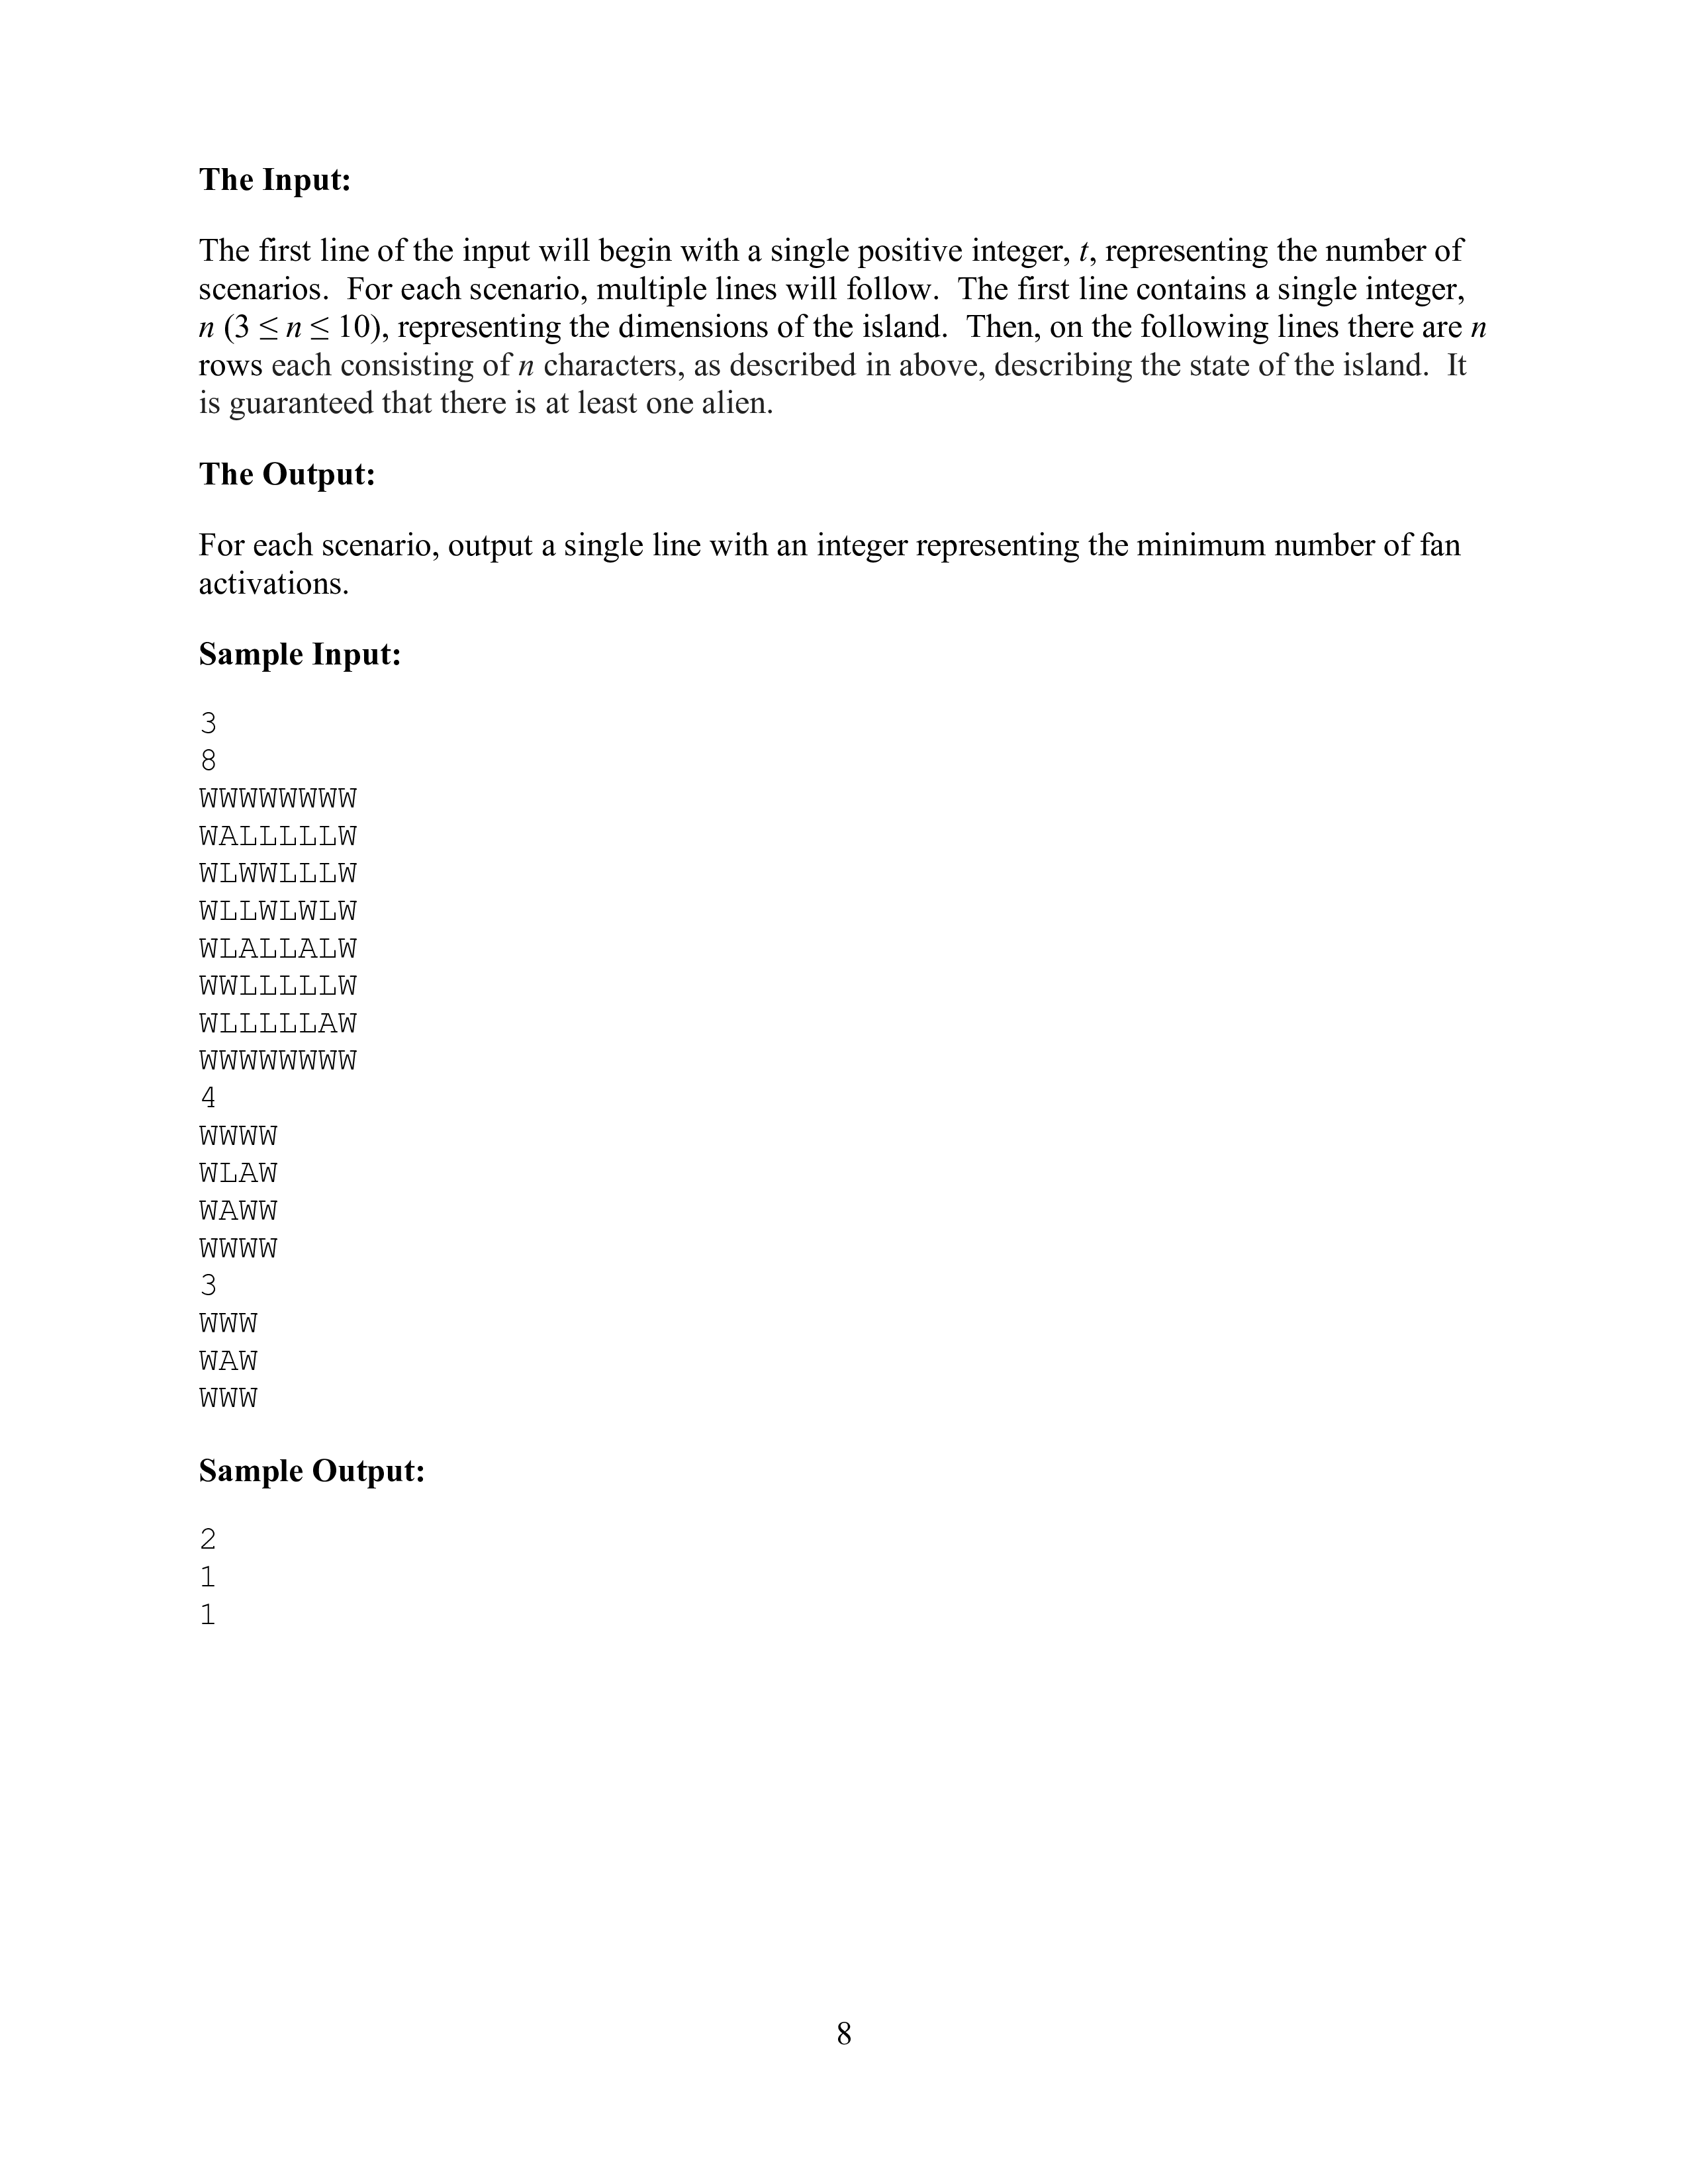 The Input:
The first line of the input will begin with a single positive integer, t, representing the number of
scenarios. For each scenario, multiple lines will follow. The first line contains a single integer,
n (3 ≤ n ≤ 10), representing the dimensions of the island. Then, on the following lines there are n
rows each consisting of n characters, as described in above, describing the state of the island. It
is guaranteed that there is at least one alien.
The Output:
For each scenario, output a single line with an integer representing the minimum number of fan
activations.
Sample Input:
3
8
WWWWWWWW
WALLLLLW
WLWWLLLW
WLLWLWLW
WLALLALW
WWLLLLLW
WLLLLLAW
WWWWWWWW
4
WWWW
WLAW
WAWW
WWWW
3
WWW
WAW
WWW
Sample Output:
2
1
1
8